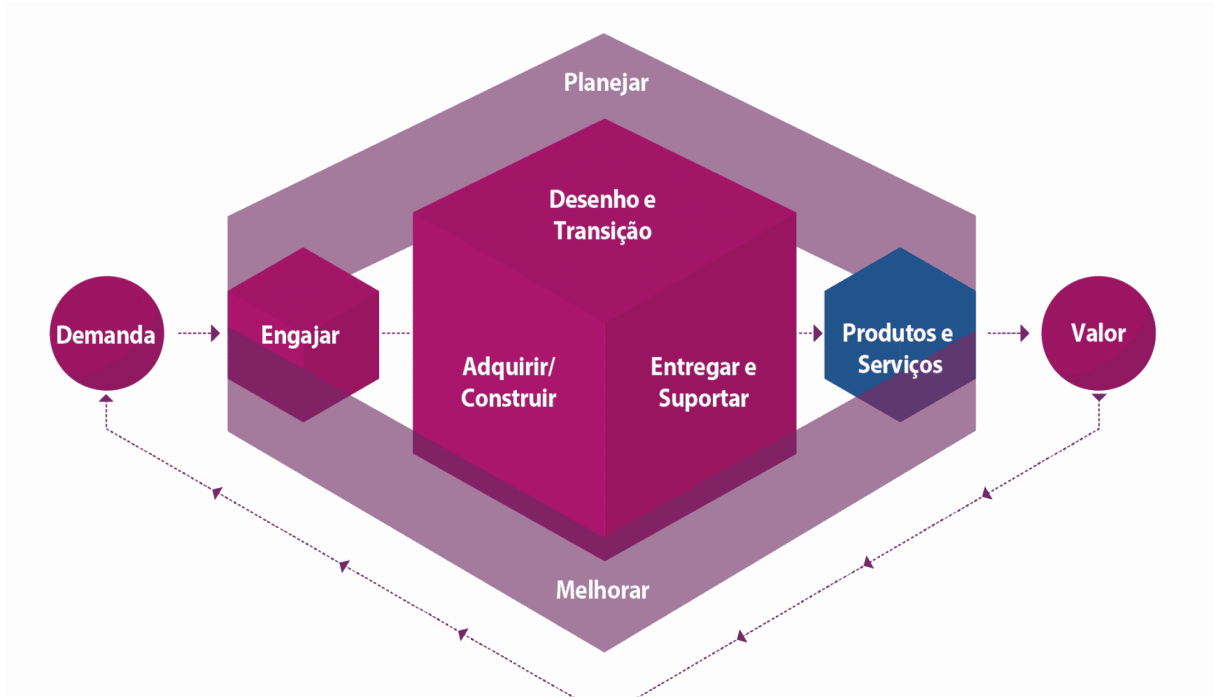 Planejar
Desenho e
Transição
Demanda
Engajar
Adquirir/
Construir
Entregar e
Suportar
Produtos e
Serviços
Valor
Melhorar